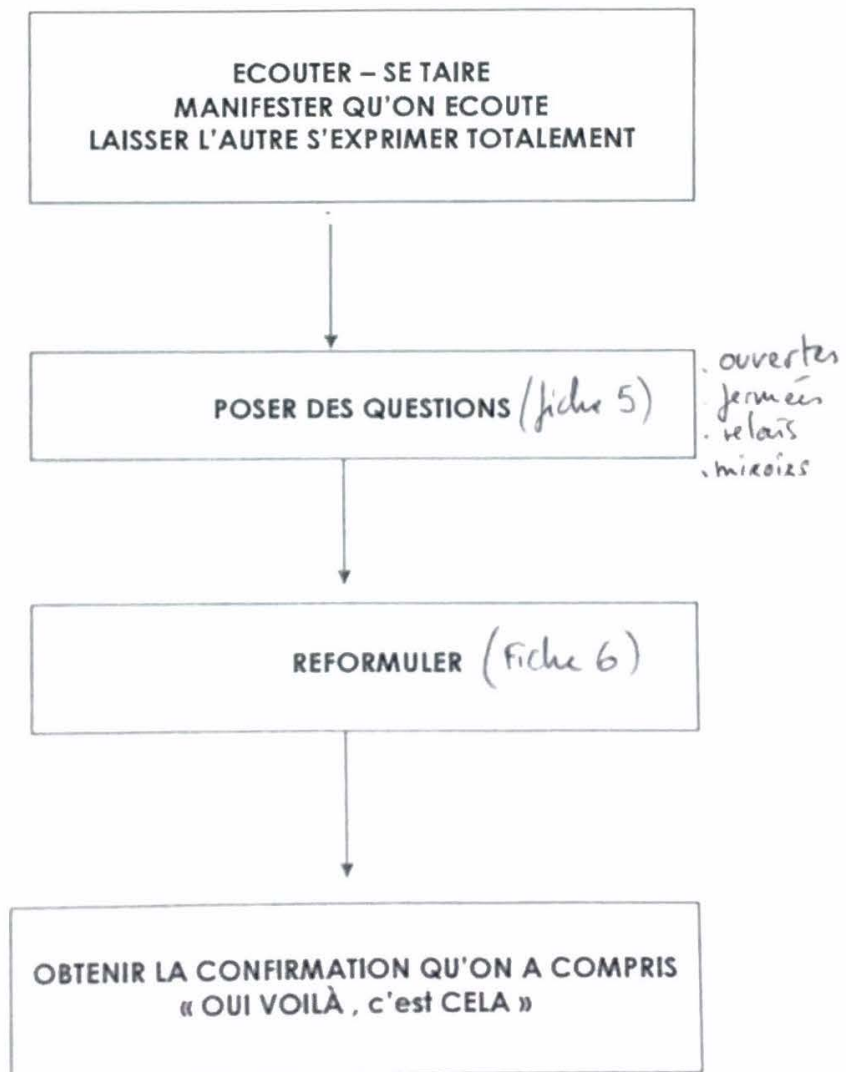 ECOUTER – SE TAIRE
MANIFESTER QU'ON ECOUTE
LAISSER L'AUTRE S'EXPRIMER TOTALEMENT
POSER DES QUESTIONS (fiche 5)
. ouvertes
. fermées
. relais
. miroirs
REFORMULER (Fiche 6)
OBTENIR LA CONFIRMATION QU'ON A COMPRIS
« OUI VOILÀ , c'est CELA »